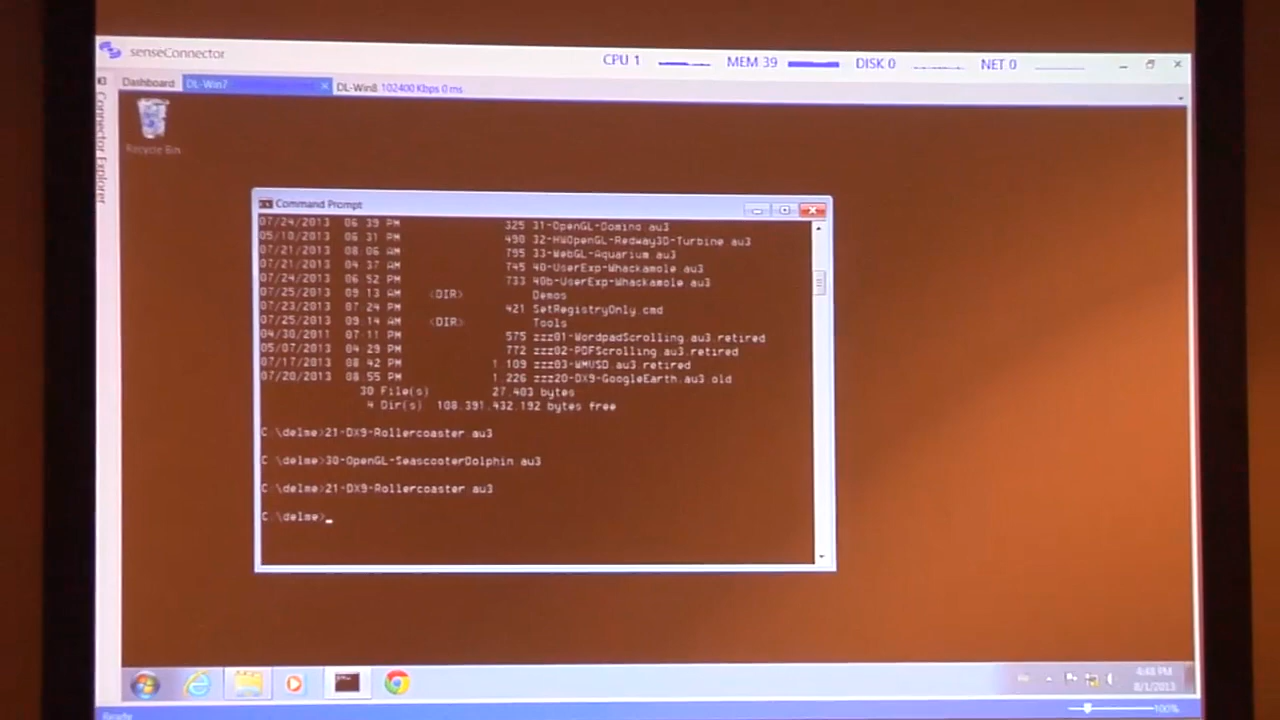 senseConnector
CPU 1 MEM 39 DISK 0 NET 0
Dashboard DL-Win7 DL-Win8 102400 Kbps 0 ms
Connector Explorer
Recycle Bin
Command Prompt
07/24/2013 06:39 PM 325 31-OpenGL-Domino.au3
05/10/2013 06:31 PM 490 32-HWOpenGL-Redway3D-Turbine.au3
07/21/2013 08:06 AM 795 33-WebGL-Aquarium.au3
07/21/2013 04:37 AM 745 40-UserExp-Whackamole.au3
07/24/2013 06:52 PM 733 40b-UserExp-Whackamole.au3
07/25/2013 09:13 AM <DIR> Demos
07/23/2013 07:24 PM 421 SetRegistryOnly.cmd
07/25/2013 09:14 AM <DIR> Tools
04/30/2011 07:11 PM 575 zzz01-WordpadScrolling.au3.retired
05/07/2013 04:29 PM 772 zzz02-PDFScrolling.au3.retired
07/17/2013 08:42 PM 1,109 zzz03-WMUSD.au3.retired
07/20/2013 08:55 PM 1,226 zzz20-DX9-GoogleEarth.au3.old
30 File(s) 27,403 bytes
4 Dir(s) 108,391,432,192 bytes free
C:\delme>21-DX9-Rollercoaster.au3
C:\delme>30-OpenGL-SeascooterDolphin.au3
C:\delme>21-DX9-Rollercoaster.au3
C:\delme>_
4:48 PM
8/1/2013
Ready
100%